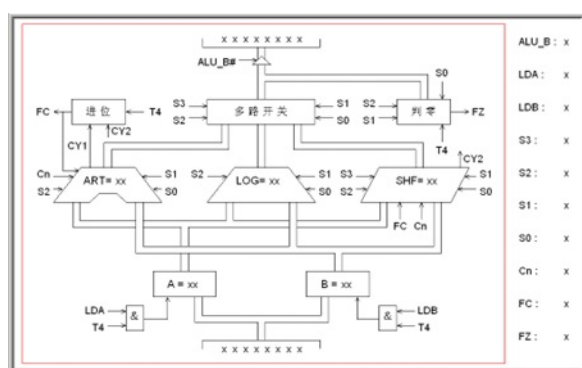 X X X X X X X X
ALU_B#
S0
FC
进位
T4
S3
S2
多路开关
S1
S0
S2
S1
判零
FZ
CY1
CY2
T4
CY2
Cn
S2
ART= xx
S1
S0
S2
LOG= xx
S1
S0
S3
S2
SHF= xx
S1
S0
FC
Cn
A = xx
B = xx
LDA
T4
&
&
LDB
T4
X X X X X X X X
ALU_B : x
LDA : x
LDB : x
S3 : x
S2 : x
S1 : x
S0 : x
Cn : x
FC : x
FZ : x